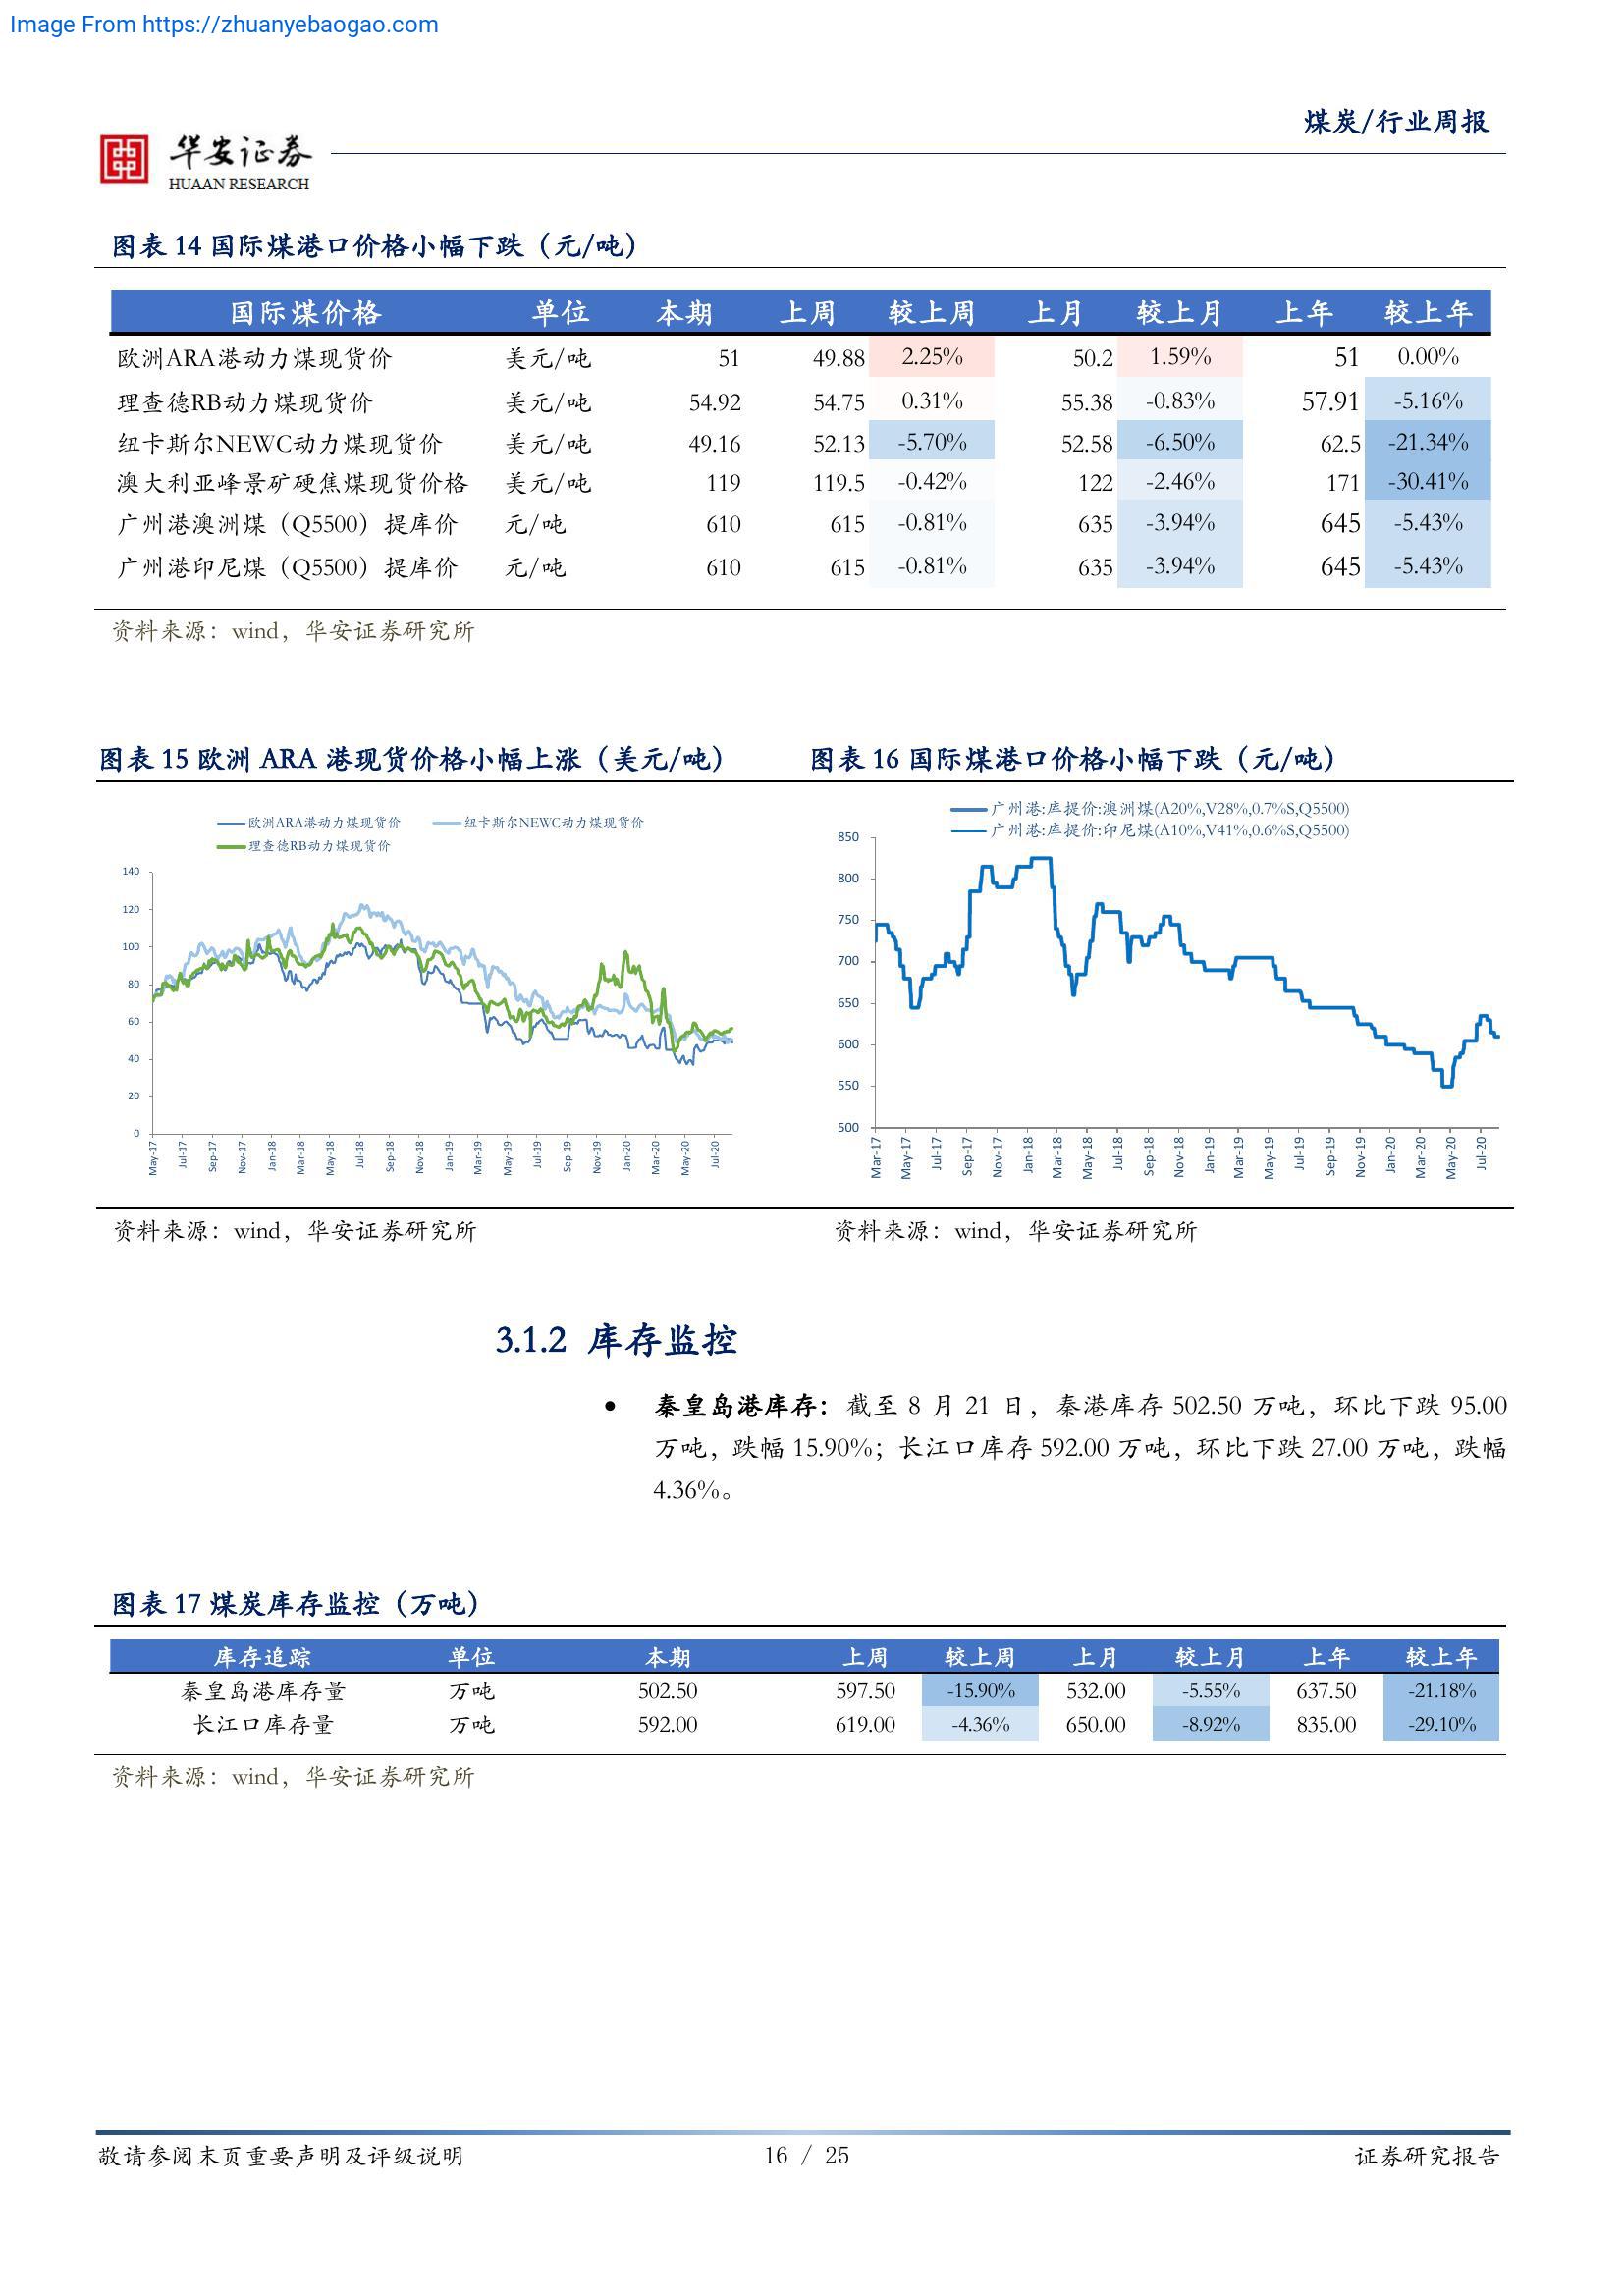 Image From https://zhuanyebaogao.com
煤炭/行业周报
华安证券
HUAAN RESEARCH
图表 14 国际煤港口价格小幅下跌（元/吨）
国际煤价格 单位 本期 上周 较上周 上月 较上月 上年 较上年
欧洲ARA港动力煤现货价 美元/吨 51 49.88 2.25% 50.2 1.59% 51 0.00%
理查德RB动力煤现货价 美元/吨 54.92 54.75 0.31% 55.38 -0.83% 57.91 -5.16%
纽卡斯尔NEWC动力煤现货价 美元/吨 49.16 52.13 -5.70% 52.58 -6.50% 62.5 -21.34%
澳大利亚峰景矿硬焦煤现货价格 美元/吨 119 119.5 -0.42% 122 -2.46% 171 -30.41%
广州港澳洲煤（Q5500）提库价 元/吨 610 615 -0.81% 635 -3.94% 645 -5.43%
广州港印尼煤（Q5500）提库价 元/吨 610 615 -0.81% 635 -3.94% 645 -5.43%
资料来源：wind，华安证券研究所
图表 15 欧洲 ARA 港现货价格小幅上涨（美元/吨）
欧洲ARA港动力煤现货价 纽卡斯尔NEWC动力煤现货价
理查德RB动力煤现货价
140
120
100
80
60
40
20
0
May-17 Jul-17 Sep-17 Nov-17 Jan-18 Mar-18 May-18 Jul-18 Sep-18 Nov-18 Jan-19 Mar-19 May-19 Jul-19 Sep-19 Nov-19 Jan-20 Mar-20 May-20 Jul-20
资料来源：wind，华安证券研究所
图表 16 国际煤港口价格小幅下跌（元/吨）
广州港:库提价:澳洲煤(A20%,V28%,0.7%S,Q5500)
广州港:库提价:印尼煤(A10%,V41%,0.6%S,Q5500)
850
800
750
700
650
600
550
500
Mar-17 May-17 Jul-17 Sep-17 Nov-17 Jan-18 Mar-18 May-18 Jul-18 Sep-18 Nov-18 Jan-19 Mar-19 May-19 Jul-19 Sep-19 Nov-19 Jan-20 Mar-20 May-20 Jul-20
资料来源：wind，华安证券研究所
3.1.2 库存监控
• 秦皇岛港库存：截至 8 月 21 日，秦港库存 502.50 万吨，环比下跌 95.00
万吨，跌幅 15.90%；长江口库存 592.00 万吨，环比下跌 27.00 万吨，跌幅
4.36%。
图表 17 煤炭库存监控（万吨）
库存追踪 单位 本期 上周 较上周 上月 较上月 上年 较上年
秦皇岛港库存量 万吨 502.50 597.50 -15.90% 532.00 -5.55% 637.50 -21.18%
长江口库存量 万吨 592.00 619.00 -4.36% 650.00 -8.92% 835.00 -29.10%
资料来源：wind，华安证券研究所
敬请参阅末页重要声明及评级说明 16 / 25 证券研究报告